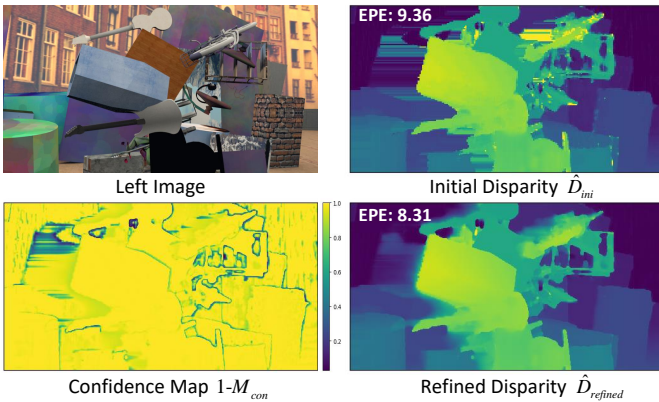 EPE: 9.36
Left Image
Initial Disparity D̂ini
1.0
0.8
0.6
0.4
0.2
EPE: 8.31
Confidence Map 1-Mcon
Refined Disparity D̂refined